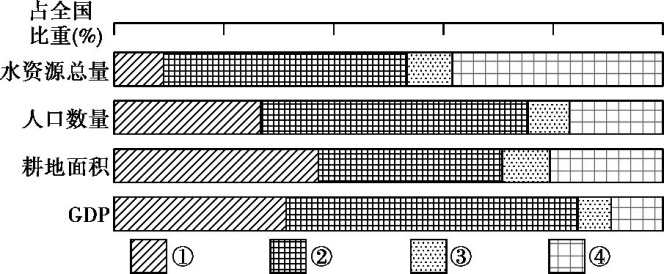 占全国
比重(%)
水资源总量
人口数量
耕地面积
GDP
① ② ③ ④